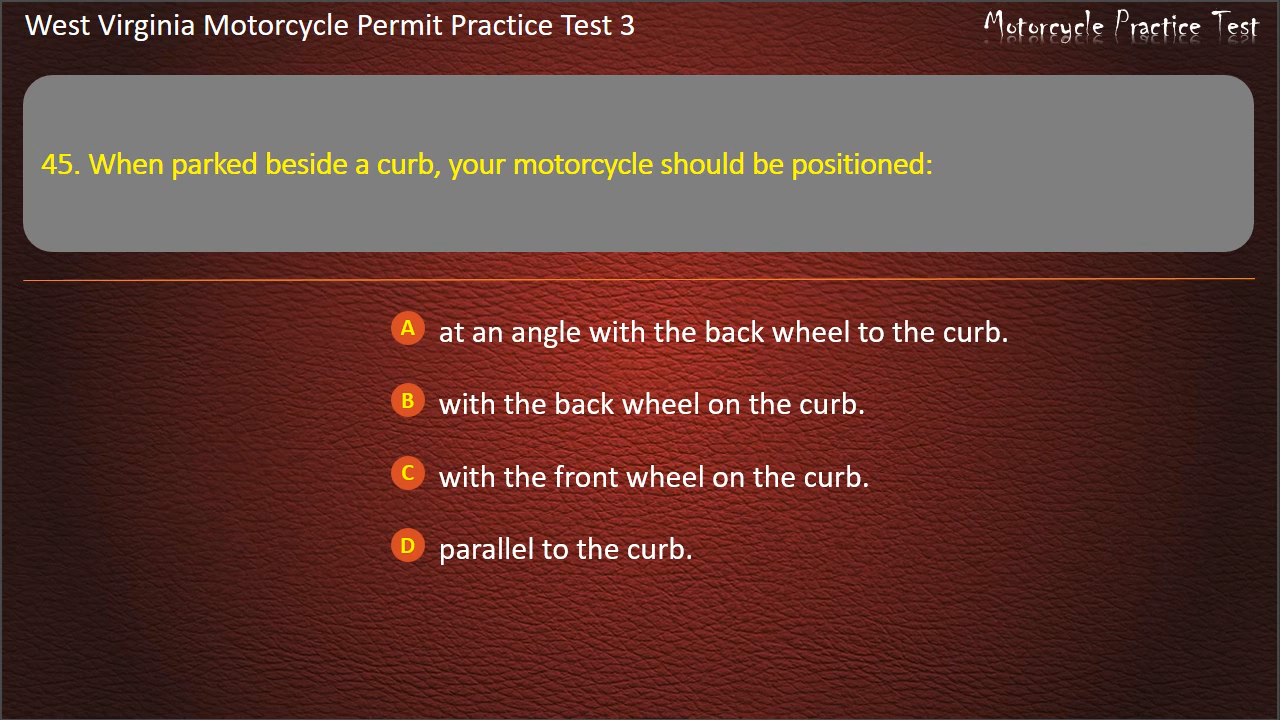 West Virginia Motorcycle Permit Practice Test 3
Motorcycle Practice Test
45. When parked beside a curb, your motorcycle should be positioned:
A at an angle with the back wheel to the curb.
B with the back wheel on the curb.
C with the front wheel on the curb.
D parallel to the curb.